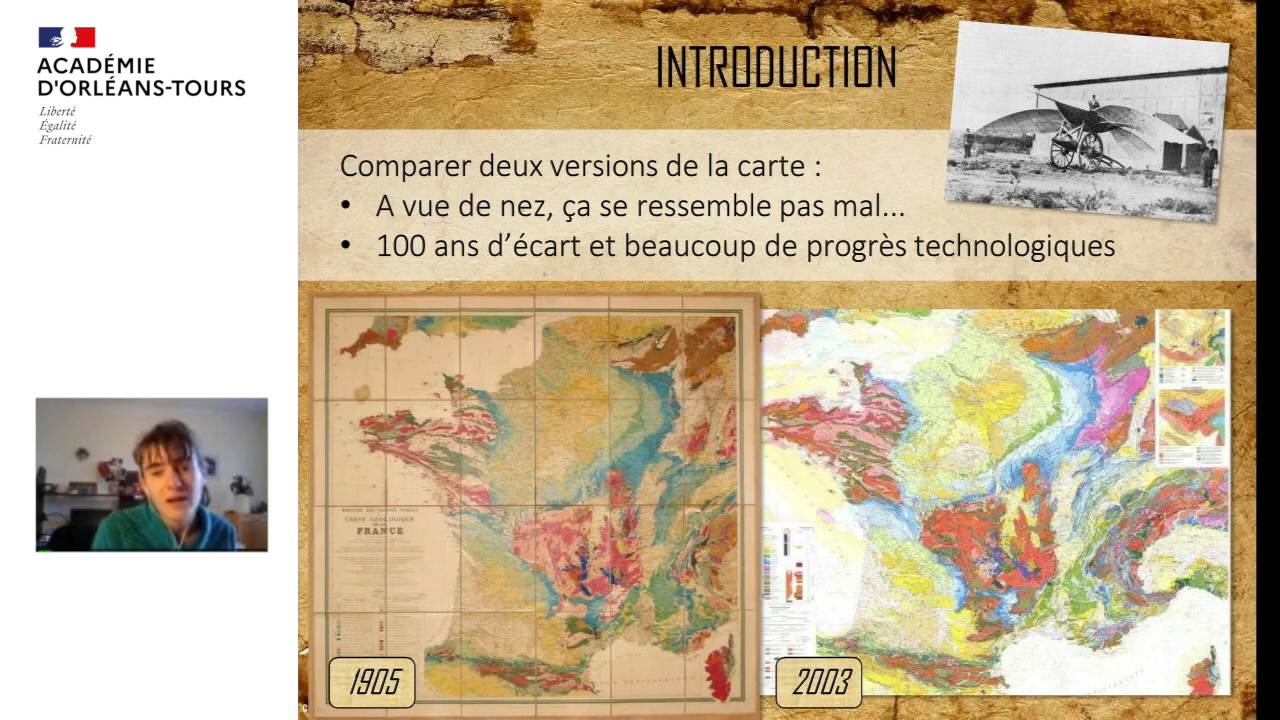 ACADÉMIE
D'ORLÉANS-TOURS
Liberté
Égalité
Fraternité
INTRODUCTION
Comparer deux versions de la carte :
• A vue de nez, ça se ressemble pas mal...
• 100 ans d'écart et beaucoup de progrès technologiques
CARTE GÉOLOGIQUE
FRANCE
1905
2003